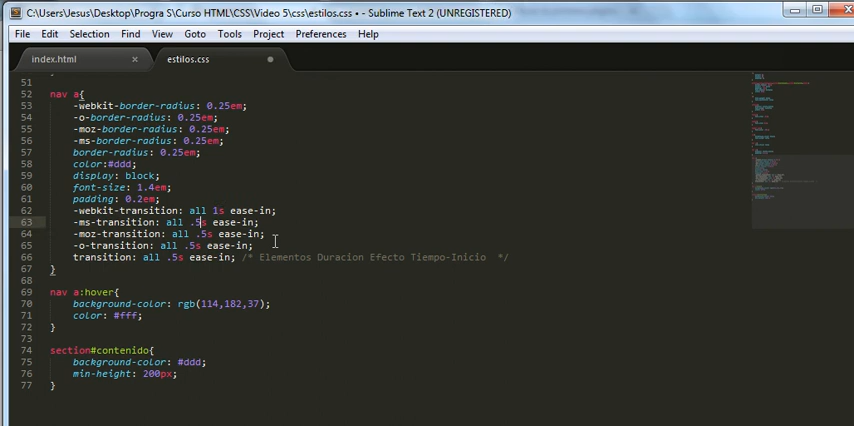 C:\Users\Jesus\Desktop\Progra S\Curso HTML\CSS\Video 5\css\estilos.css • - Sublime Text 2 (UNREGISTERED)
File Edit Selection Find View Goto Tools Project Preferences Help
index.html × estilos.css
51
52 nav a{
53 -webkit-border-radius: 0.25em;
54 -o-border-radius: 0.25em;
55 -moz-border-radius: 0.25em;
56 -ms-border-radius: 0.25em;
57 border-radius: 0.25em;
58 color:#ddd;
59 display: block;
60 font-size: 1.4em;
61 padding: 0.2em;
62 -webkit-transition: all 1s ease-in;
63 -ms-transition: all .5s ease-in;
64 -moz-transition: all .5s ease-in;
65 -o-transition: all .5s ease-in;
66 transition: all .5s ease-in; /* Elementos Duracion Efecto Tiempo-Inicio */
67 }
68
69 nav a:hover{
70 background-color: rgb(114,182,37);
71 color: #fff;
72 }
73
74 section#contenido{
75 background-color: #ddd;
76 min-height: 200px;
77 }